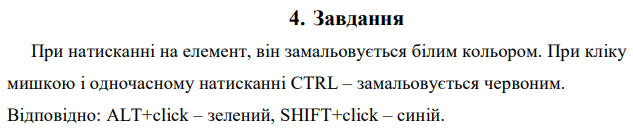 4. Завдання
При натисканні на елемент, він замальовується білим кольором. При кліку
мишкою і одночасному натисканні CTRL – замальовується червоним.
Відповідно: ALT+click – зелений, SHIFT+click – синій.